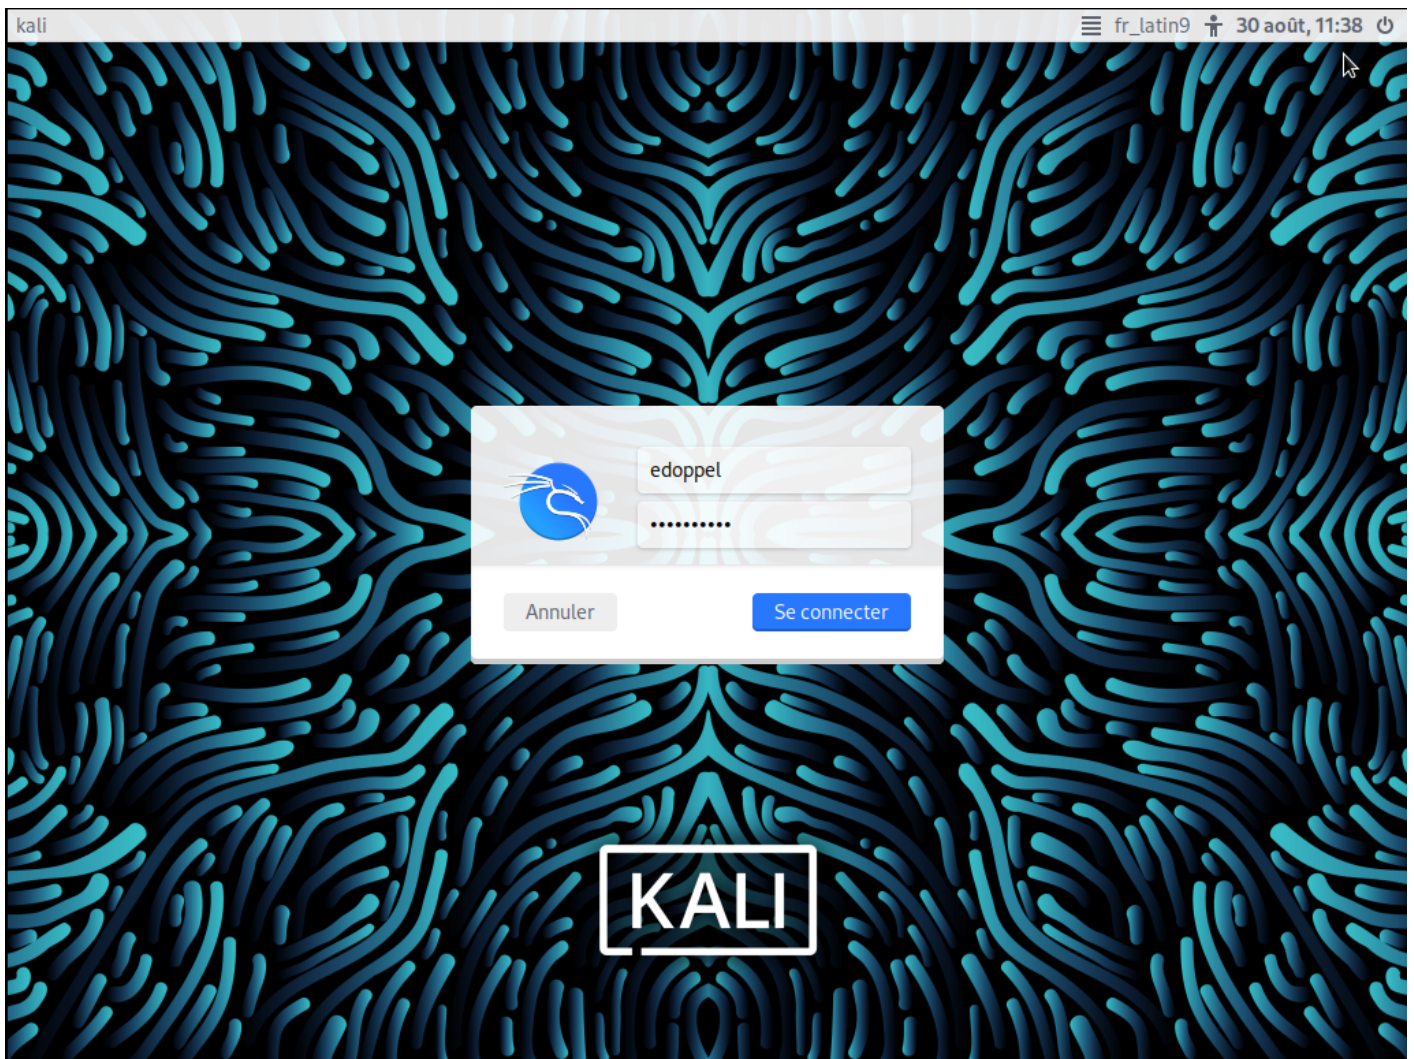 kali fr_latin9 30 août, 11:38
edoppel
••••••••••
Annuler Se connecter
KALI